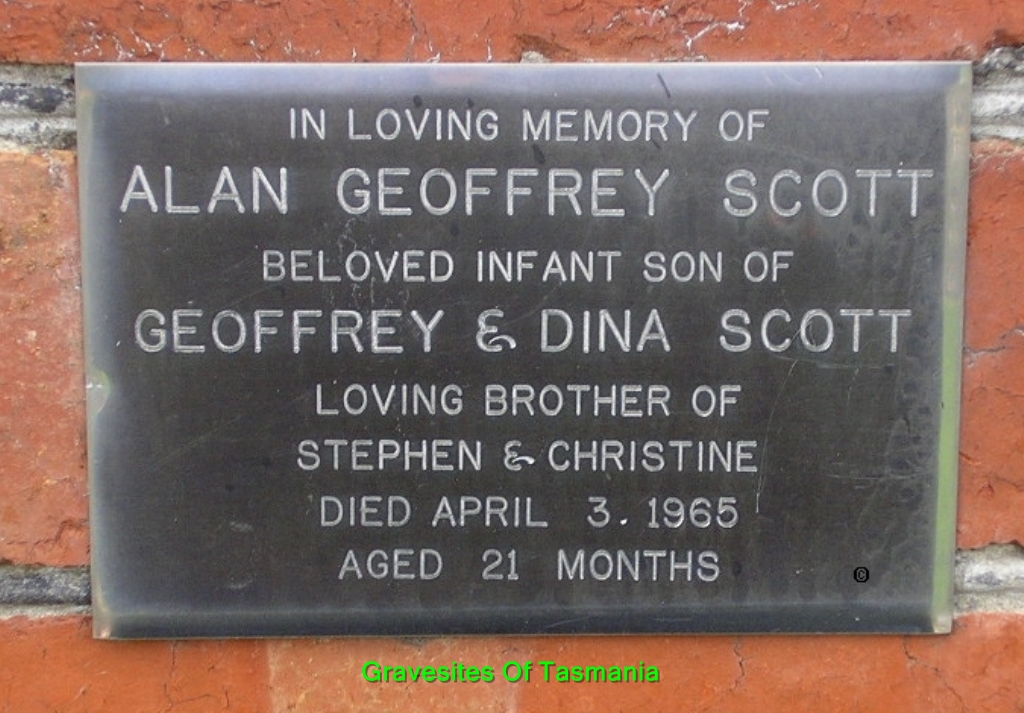 IN LOVING MEMORY OF
ALAN GEOFFREY SCOTT
BELOVED INFANT SON OF
GEOFFREY & DINA SCOTT
LOVING BROTHER OF
STEPHEN & CHRISTINE
DIED APRIL 3. 1965
AGED 21 MONTHS
©
Gravesites Of Tasmania